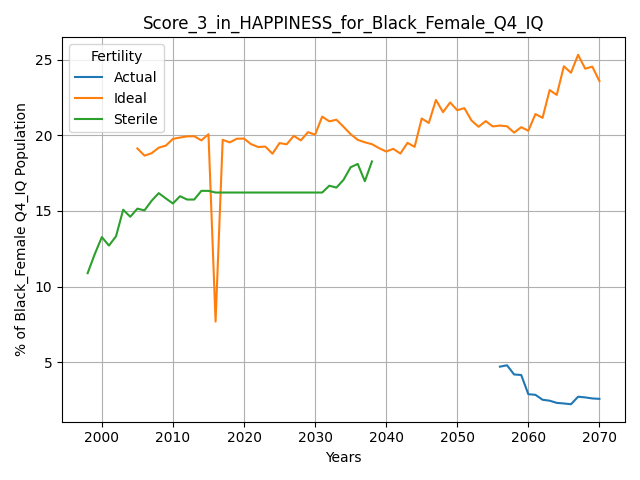 Score_3_in_HAPPINESS_for_Black_Female_Q4_IQ
Fertility
Actual
Ideal
Sterile
% of Black_Female Q4_IQ Population
25
20
15
10
5
2000 2010 2020 2030 2040 2050 2060 2070
Years